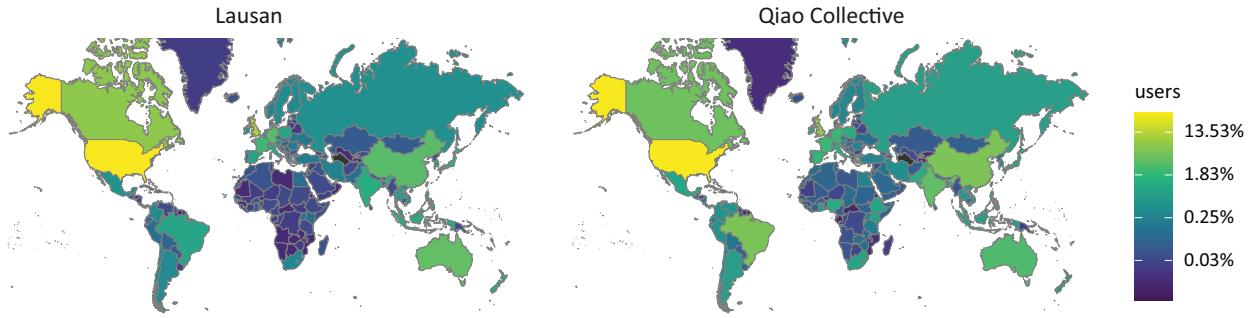 Lausan
Qiao Collective
users
13.53%
1.83%
0.25%
0.03%